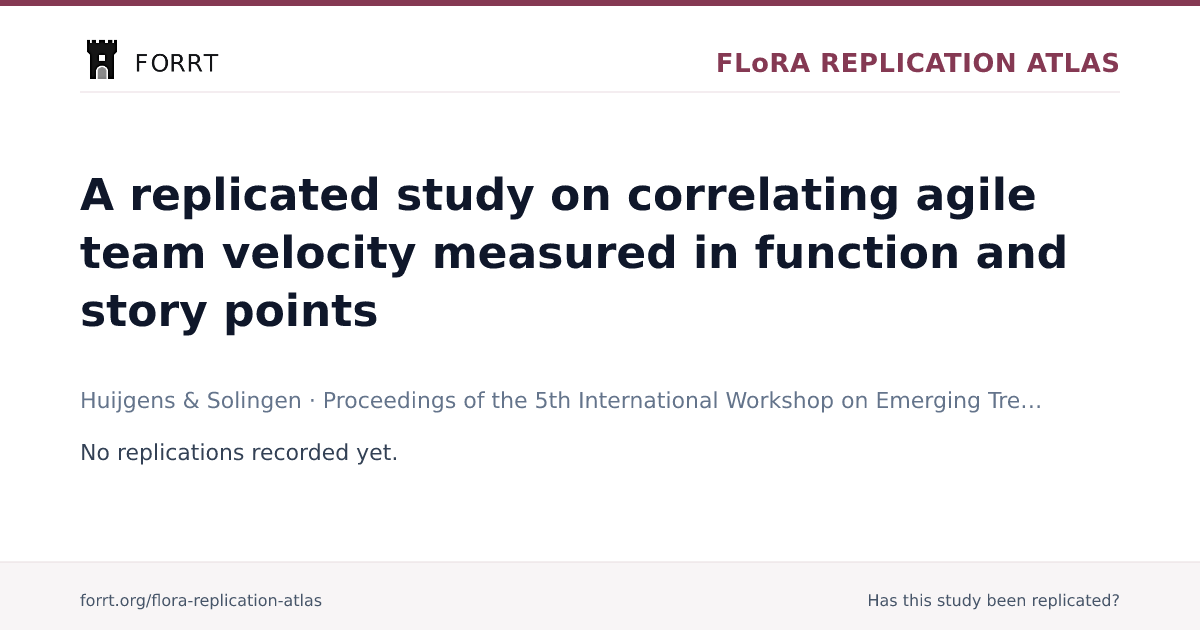 FORRT
FLoRA REPLICATION ATLAS
A replicated study on correlating agile
team velocity measured in function and
story points
Huijgens & Solingen · Proceedings of the 5th International Workshop on Emerging Tre…
No replications recorded yet.
forrt.org/flora-replication-atlas
Has this study been replicated?